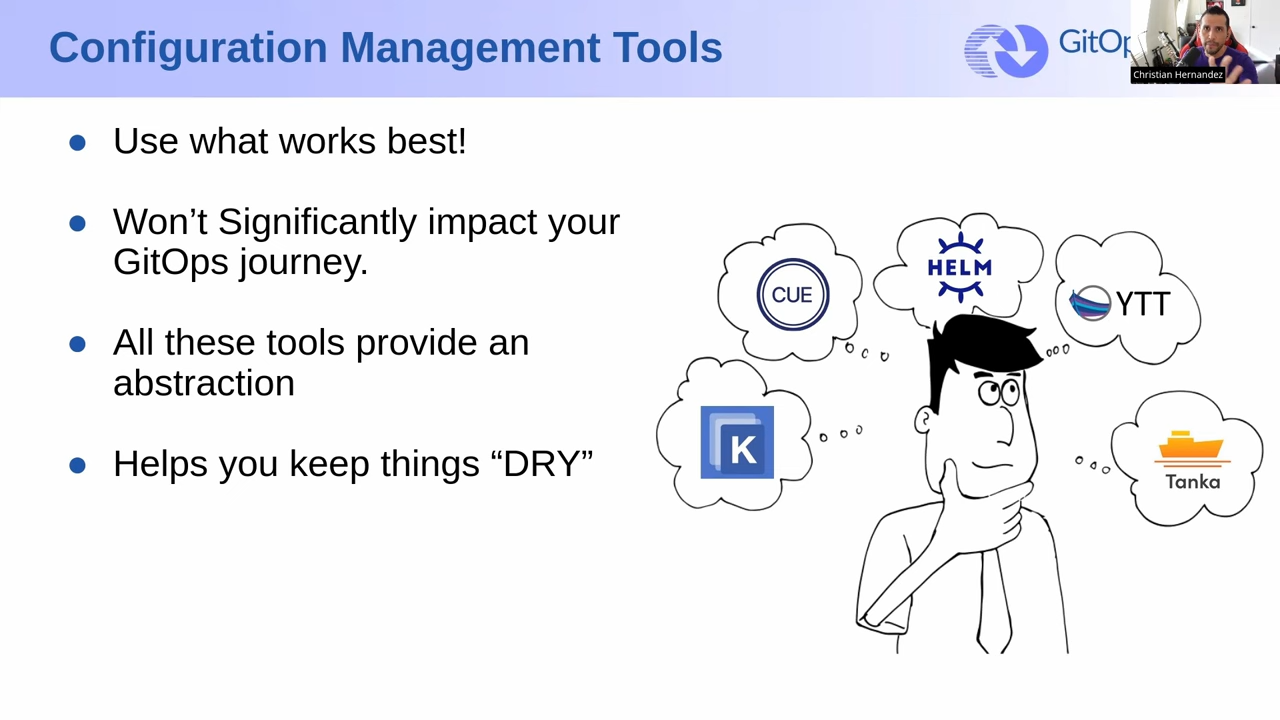 Configuration Management Tools
GitOp
Christian Hernandez
● Use what works best!
● Won’t Significantly impact your
GitOps journey.
● All these tools provide an
abstraction
● Helps you keep things “DRY”
CUE
HELM
YTT
K
Tanka